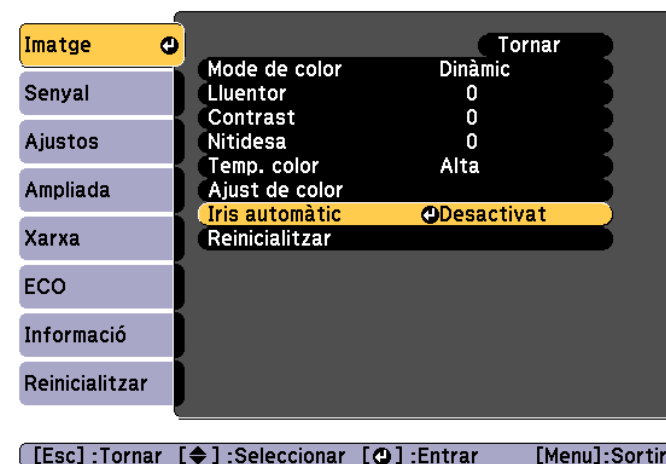 Imatge
Senyal
Ajustos
Ampliada
Xarxa
ECO
Informació
Reinicialitzar
Tornar
Mode de color Dinàmic
Lluentor 0
Contrast 0
Nitidesa 0
Temp. color Alta
Ajust de color
Iris automàtic Desactivat
Reinicialitzar
[Esc] :Tornar [◆] :Seleccionar [⏎] :Entrar [Menu]:Sortir